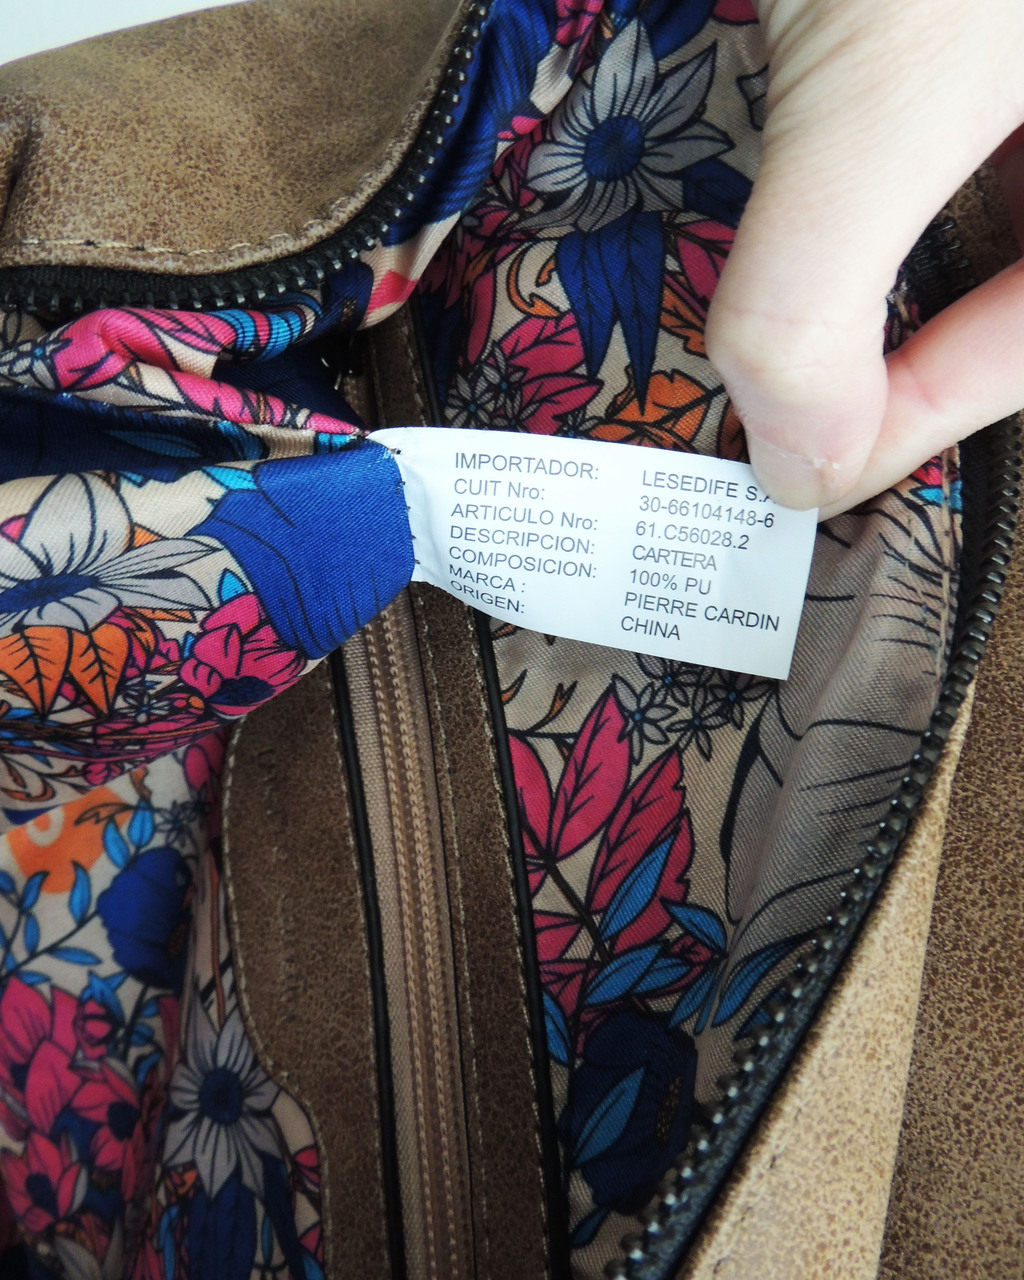 IMPORTADOR: LESEDIFE S.A
CUIT Nro: 30-66104148-6
ARTICULO Nro: 61.C56028.2
DESCRIPCION: CARTERA
COMPOSICION: 100% PU
MARCA : PIERRE CARDIN
ORIGEN: CHINA